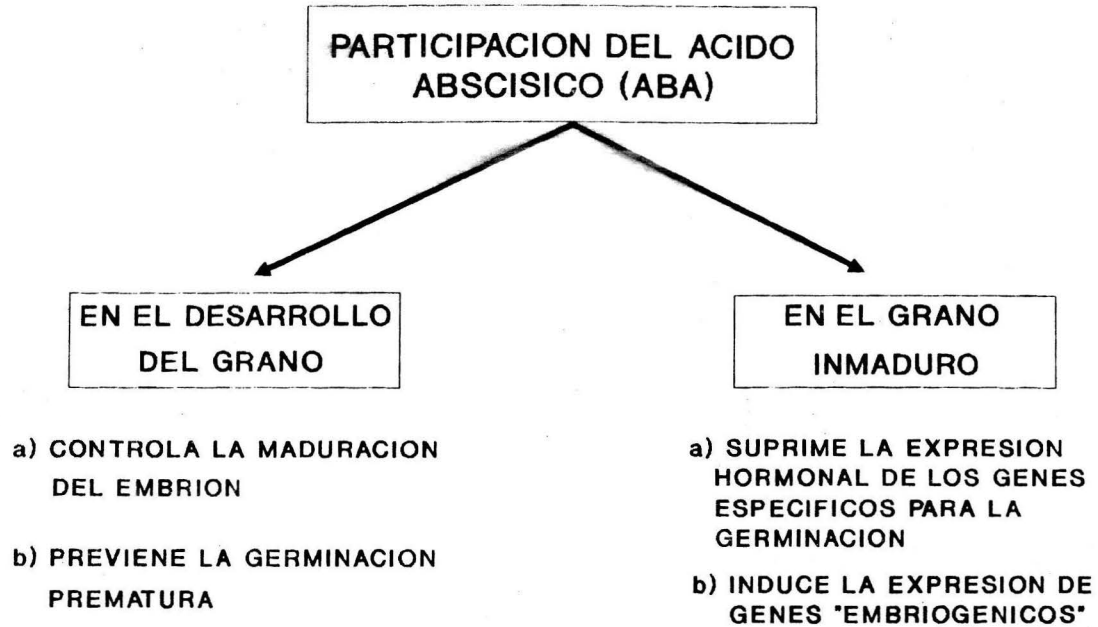 PARTICIPACION DEL ACIDO
ABSCISICO (ABA)
EN EL DESARROLLO
DEL GRANO
a) CONTROLA LA MADURACION
DEL EMBRION
b) PREVIENE LA GERMINACION
PREMATURA
EN EL GRANO
INMADURO
a) SUPRIME LA EXPRESION
HORMONAL DE LOS GENES
ESPECIFICOS PARA LA
GERMINACION
b) INDUCE LA EXPRESION DE
GENES "EMBRIOGENICOS"